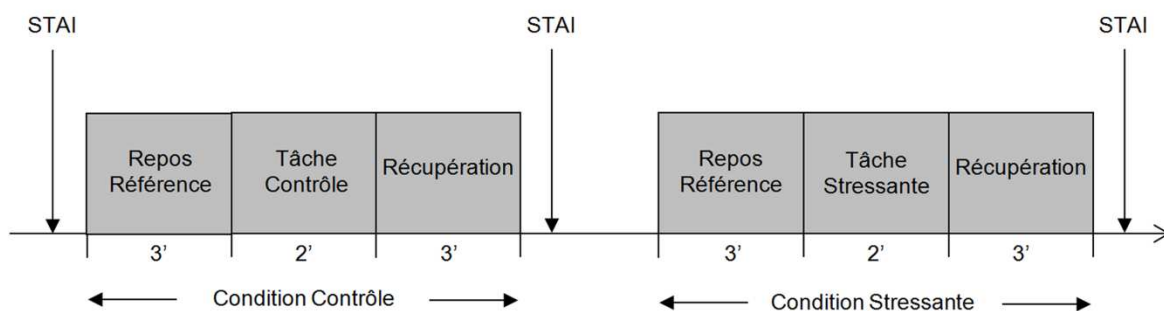 STAI
STAI
STAI
Repos
Référence
Tâche
Contrôle
Récupération
Repos
Référence
Tâche
Stressante
Récupération
3’
2’
3’
3’
2’
3’
Condition Contrôle
Condition Stressante